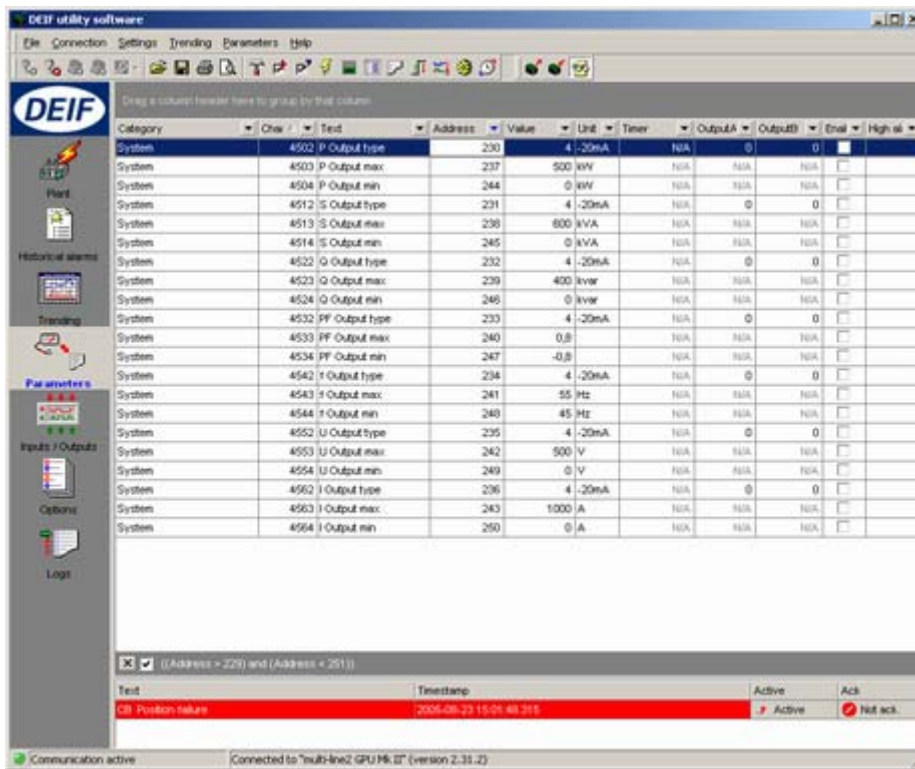 DEIF utility software
File Connection Settings Trending Parameters Help
DEIF
Drag a column header here to group by that column
Category Chan Text Address Value Unit Timer OutputA OutputB Enal High al
System 4502 P Output type 230 4 -20mA N/A 0 0
System 4503 P Output max 237 500 kW N/A N/A N/A
System 4504 P Output min 244 0 kW N/A N/A N/A
System 4512 S Output type 231 4 -20mA N/A 0 0
System 4513 S Output max 238 600 kVA N/A N/A N/A
System 4514 S Output min 245 0 kVA N/A N/A N/A
System 4522 Q Output type 232 4 -20mA N/A 0 0
System 4523 Q Output max 239 400 kvar N/A N/A N/A
System 4524 Q Output min 246 0 kvar N/A N/A N/A
System 4532 PF Output type 233 4 -20mA N/A 0 0
System 4533 PF Output max 240 0,8 N/A N/A N/A
System 4534 PF Output min 247 -0,8 N/A N/A N/A
System 4542 f Output type 234 4 -20mA N/A 0 0
System 4543 f Output max 241 55 Hz N/A N/A N/A
System 4544 f Output min 248 45 Hz N/A N/A N/A
System 4552 U Output type 235 4 -20mA N/A 0 0
System 4553 U Output max 242 500 V N/A N/A N/A
System 4554 U Output min 249 0 V N/A N/A N/A
System 4562 I Output type 236 4 -20mA N/A 0 0
System 4563 I Output max 243 1000 A N/A N/A N/A
System 4564 I Output min 250 0 A N/A N/A N/A
Plant
Historical alarms
Trending
Parameters
Inputs / Outputs
Options
Logs
((Address > 229) and (Address < 251))
Text Timestamp Active Ack
CB Position failure 2005-08-23 15:01:48.315 Active Not ack.
Communication active Connected to "multi-line2 GPU Mk II" (version 2.31.2)